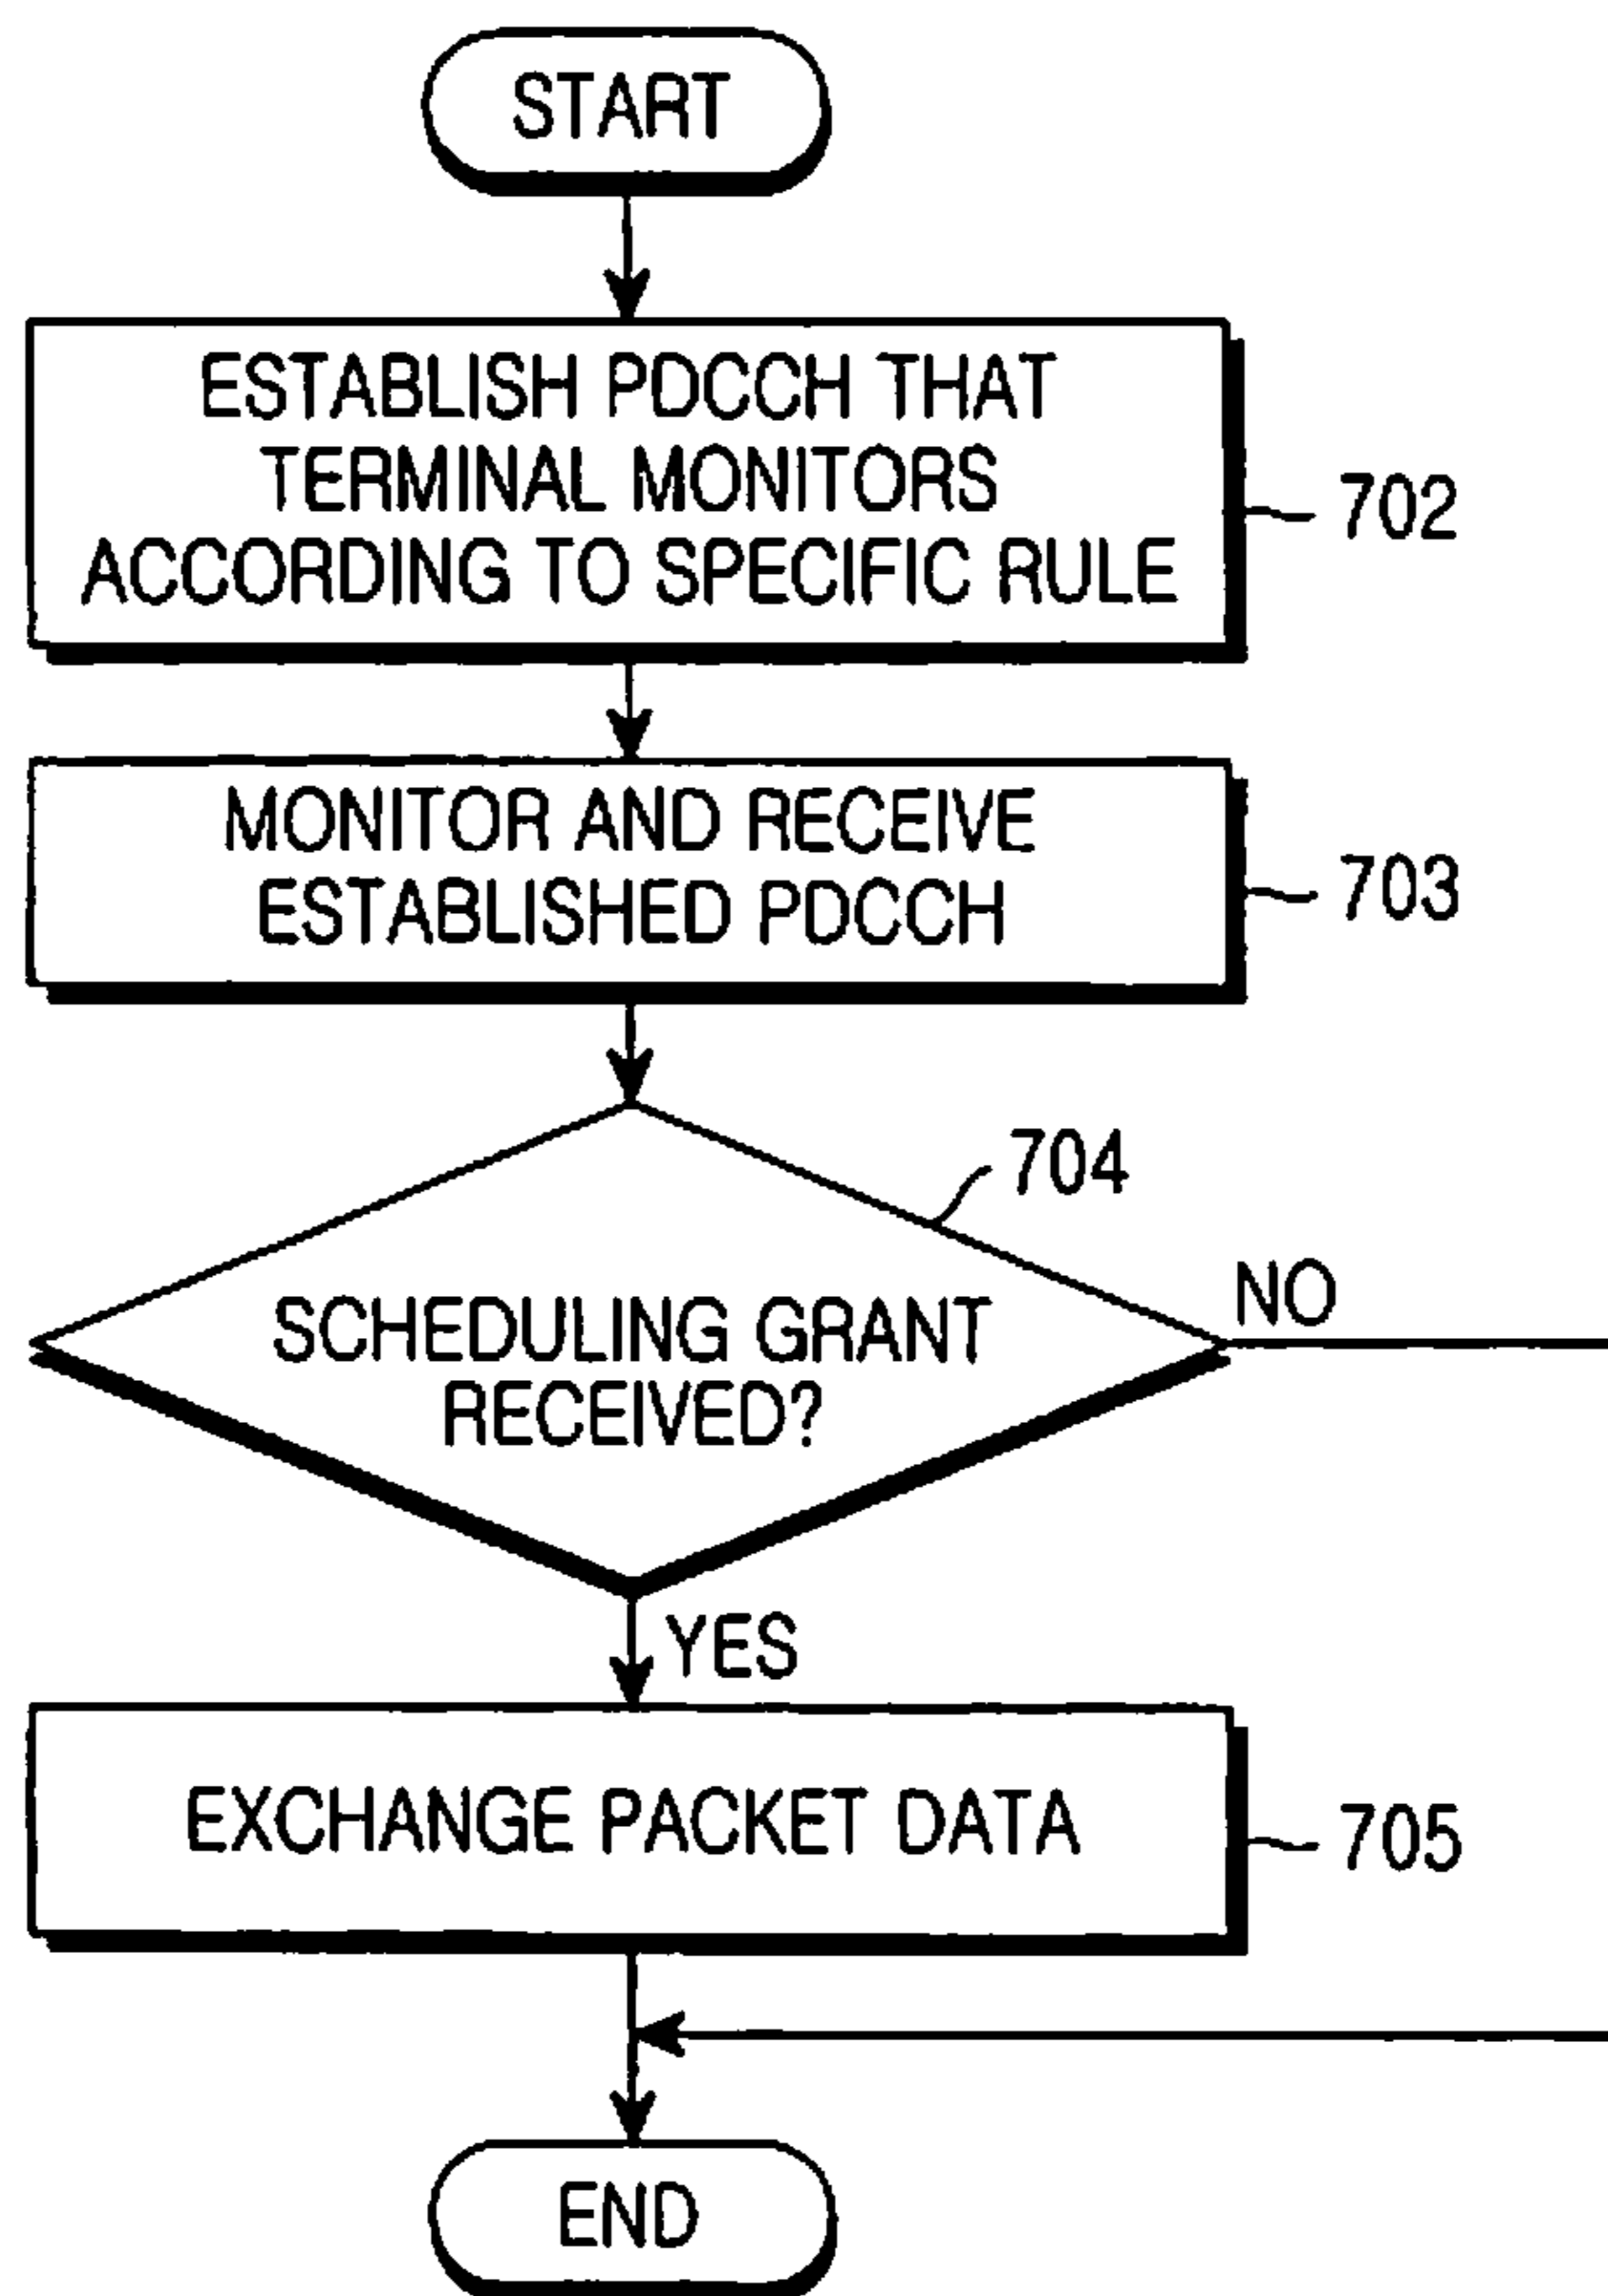 START
ESTABLISH PDCCH THAT
TERMINAL MONITORS
ACCORDING TO SPECIFIC RULE
702
MONITOR AND RECEIVE
ESTABLISHED PDCCH
703
704
SCHEDULING GRANT
RECEIVED?
NO
YES
EXCHANGE PACKET DATA
705
END